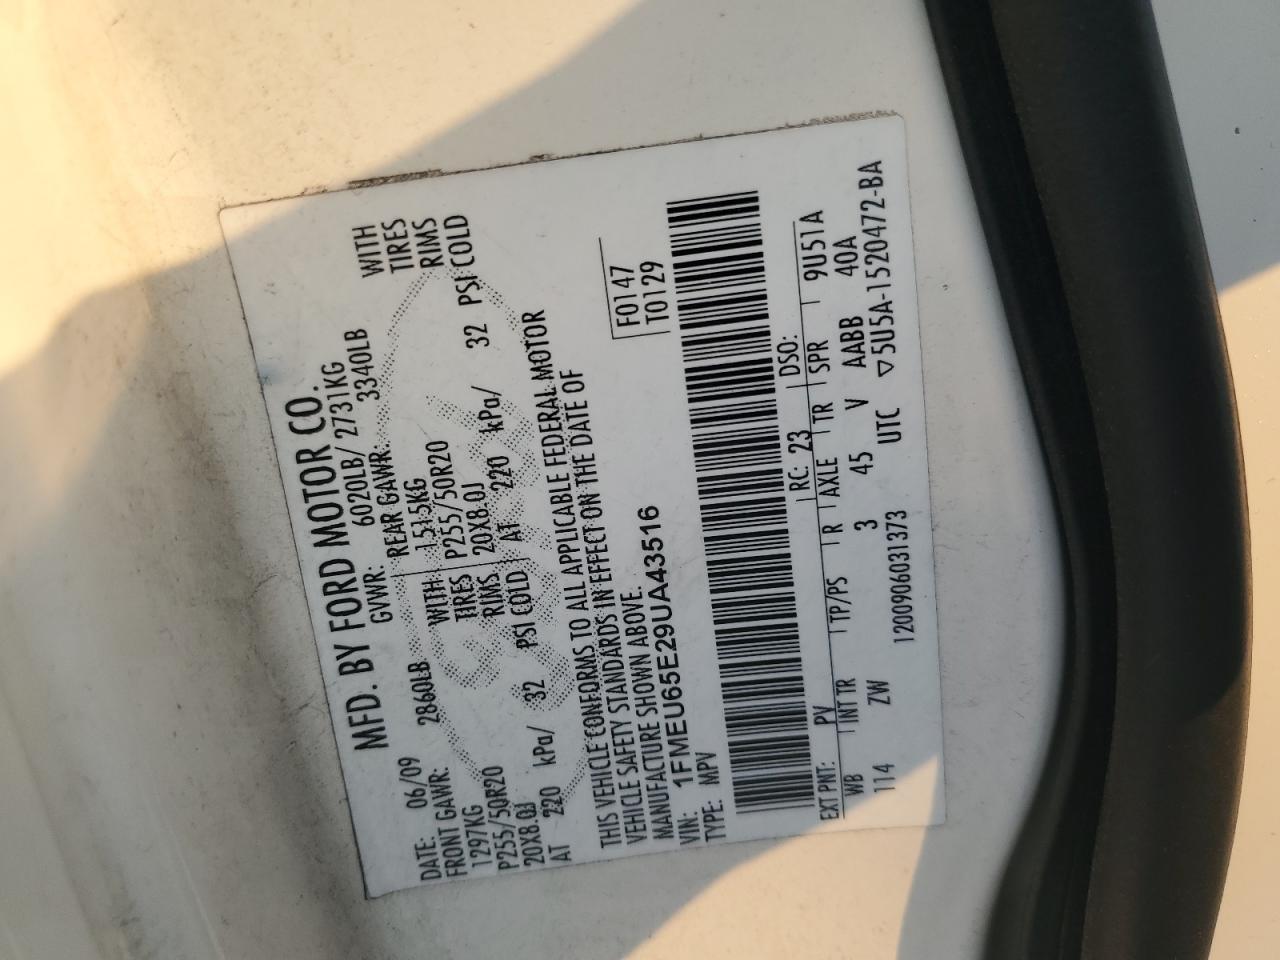 MFD. BY FORD MOTOR CO.
DATE: 06/09 GVWR: 6020LB/ 2731KG
FRONT GAWR: 2860LB REAR GAWR: 3340LB
1297KG WITH 1515KG WITH
P255/50R20 TIRES P255/50R20 TIRES
20X8.0J RIMS 20X8.0J RIMS
AT 220 kPa/ 32 PSI COLD AT 220 kPa/ 32 PSI COLD
THIS VEHICLE CONFORMS TO ALL APPLICABLE FEDERAL MOTOR
VEHICLE SAFETY STANDARDS IN EFFECT ON THE DATE OF
MANUFACTURE SHOWN ABOVE.
F0147
T0129
VIN: 1FMEU65E29UA43516
TYPE: MPV
EXT PNT: PV RC: 23 DSO:
WB INT TR TP/PS R AXLE TR SPR 9U51A
114 ZW 3 45 V AABB 40A
120090603​1373 UTC ▽5U5A-1520472-BA